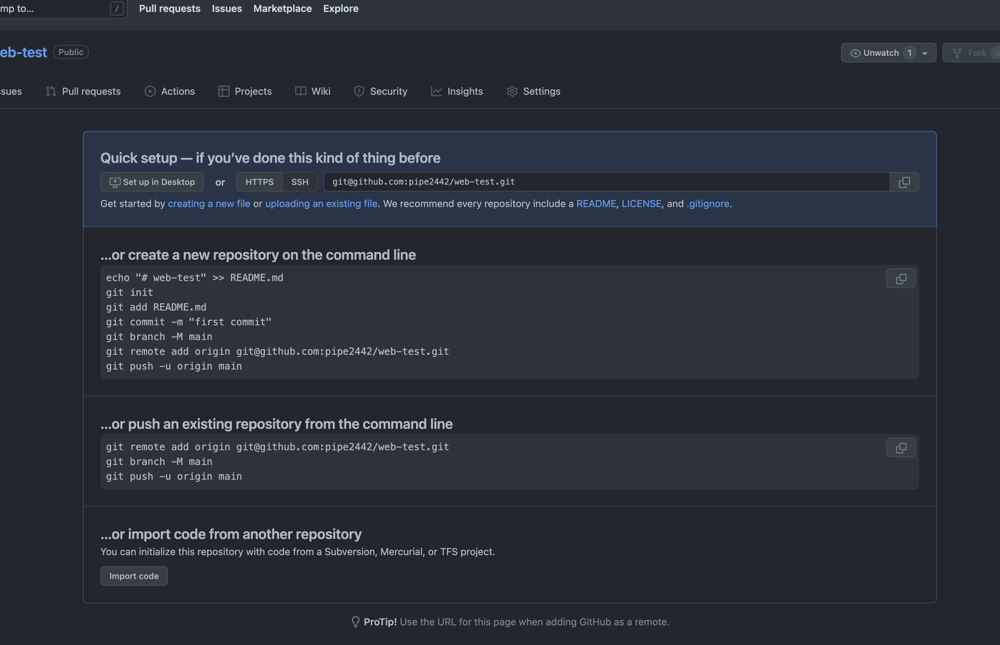 mp to... /
Pull requests Issues Marketplace Explore
eb-test Public
Unwatch 1 Fork 0
ssues Pull requests Actions Projects Wiki Security Insights Settings
Quick setup — if you’ve done this kind of thing before
Set up in Desktop or HTTPS SSH git@github.com:pipe2442/web-test.git
Get started by creating a new file or uploading an existing file. We recommend every repository include a README, LICENSE, and .gitignore.
…or create a new repository on the command line
echo "# web-test" >> README.md
git init
git add README.md
git commit -m "first commit"
git branch -M main
git remote add origin git@github.com:pipe2442/web-test.git
git push -u origin main
…or push an existing repository from the command line
git remote add origin git@github.com:pipe2442/web-test.git
git branch -M main
git push -u origin main
…or import code from another repository
You can initialize this repository with code from a Subversion, Mercurial, or TFS project.
Import code
ProTip! Use the URL for this page when adding GitHub as a remote.